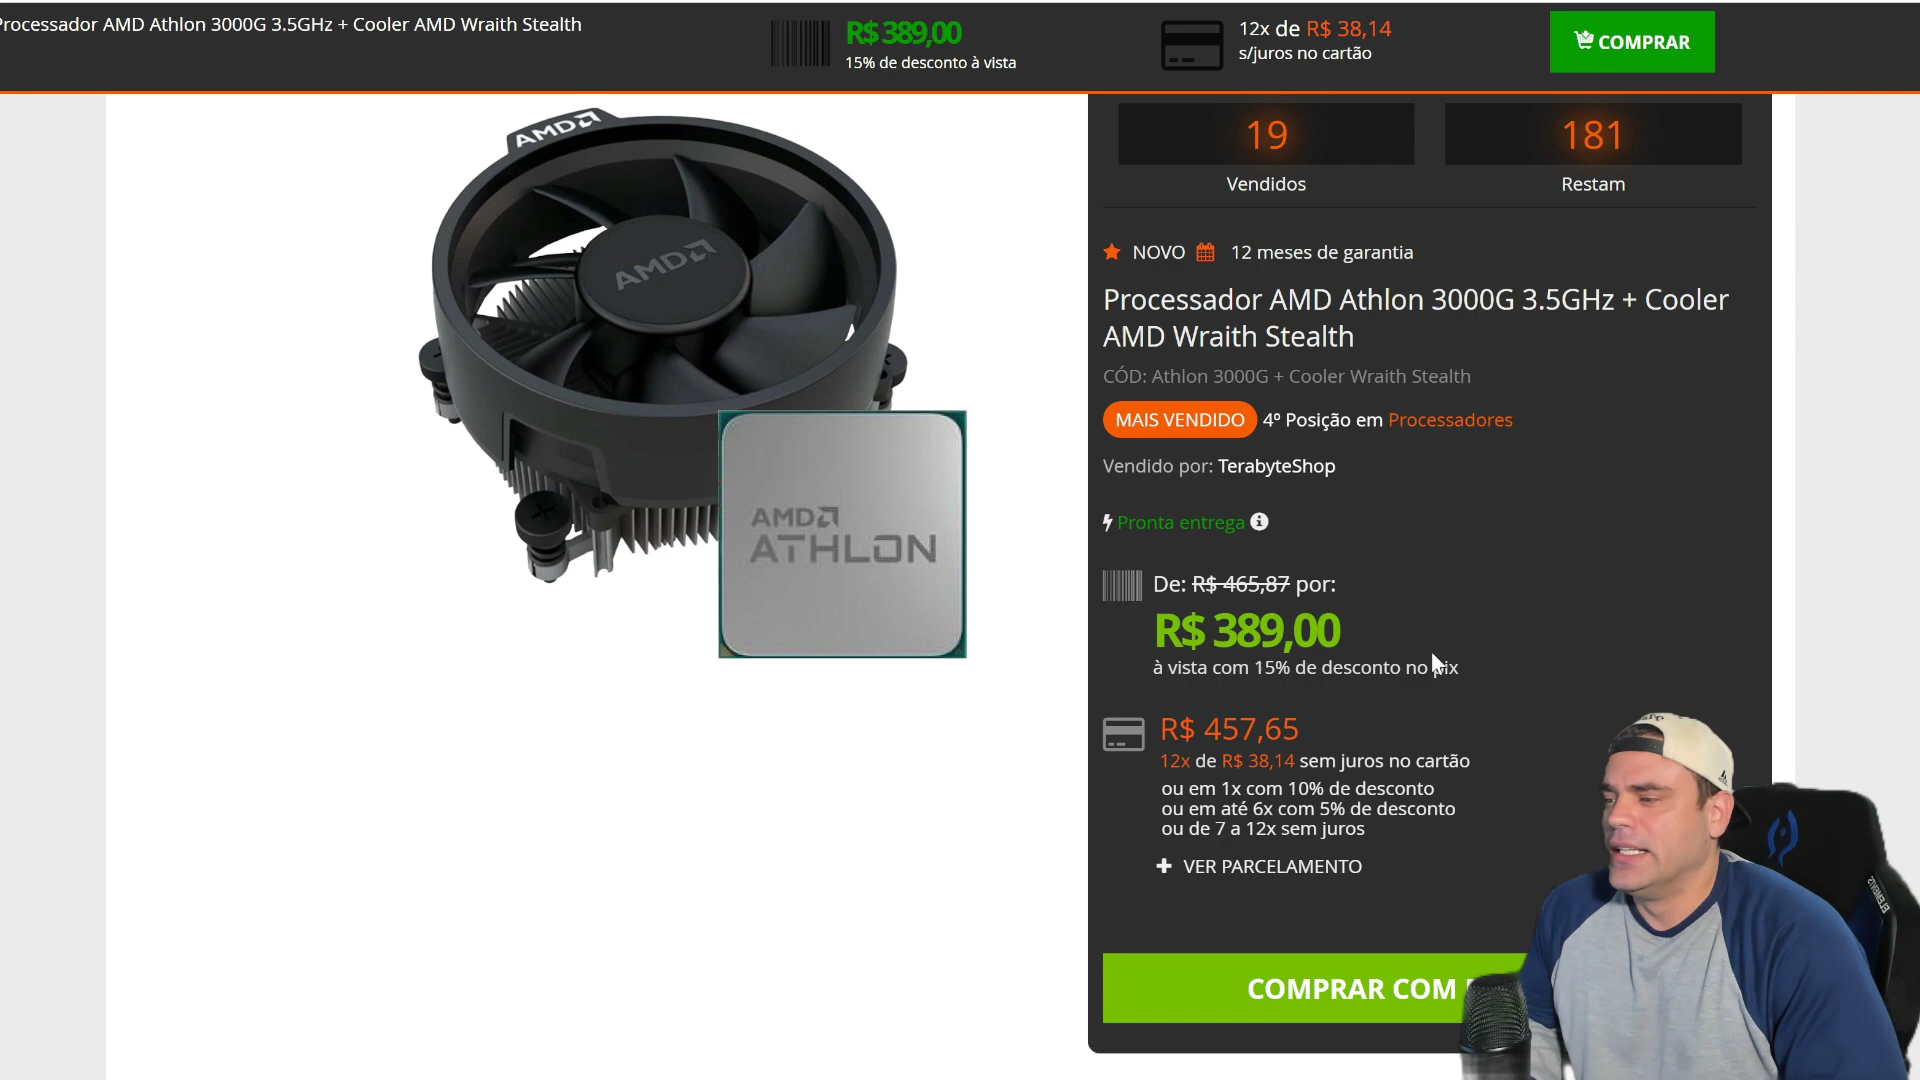 Processador AMD Athlon 3000G 3.5GHz + Cooler AMD Wraith Stealth
R$ 389,00
15% de desconto à vista
12x de R$ 38,14
s/juros no cartão
COMPRAR
AMD
AMD
AMD
ATHLON
19
Vendidos
181
Restam
NOVO 12 meses de garantia
Processador AMD Athlon 3000G 3.5GHz + Cooler
AMD Wraith Stealth
CÓD: Athlon 3000G + Cooler Wraith Stealth
MAIS VENDIDO 4º Posição em Processadores
Vendido por: TerabyteShop
Pronta entrega
De: R$ 465,87 por:
R$ 389,00
à vista com 15% de desconto no pix
R$ 457,65
12x de R$ 38,14 sem juros no cartão
ou em 1x com 10% de desconto
ou em até 6x com 5% de desconto
ou de 7 a 12x sem juros
+ VER PARCELAMENTO
COMPRAR COM
ELEMENTS